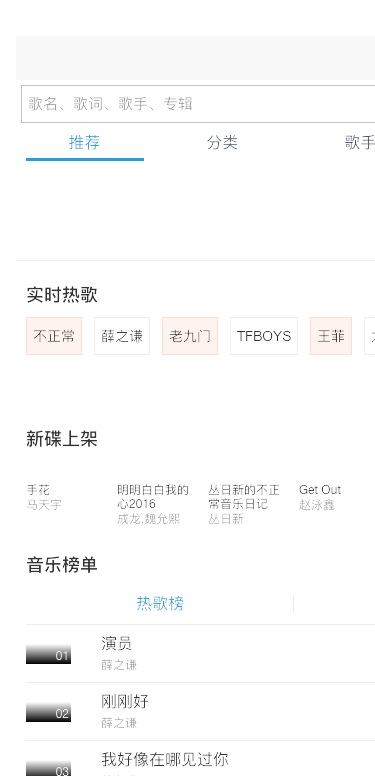 歌名、歌词、歌手、专辑
推荐 分类 歌手
实时热歌
不正常 薛之谦 老九门 TFBOYS 王菲
新碟上架
手花 明明白白我的心2016 丛日新的不正常音乐日记 Get Out
马天宇 成龙,魏允熙 丛日新 赵泳鑫
音乐榜单
热歌榜
01 演员
薛之谦
02 刚刚好
薛之谦
03 我好像在哪见过你